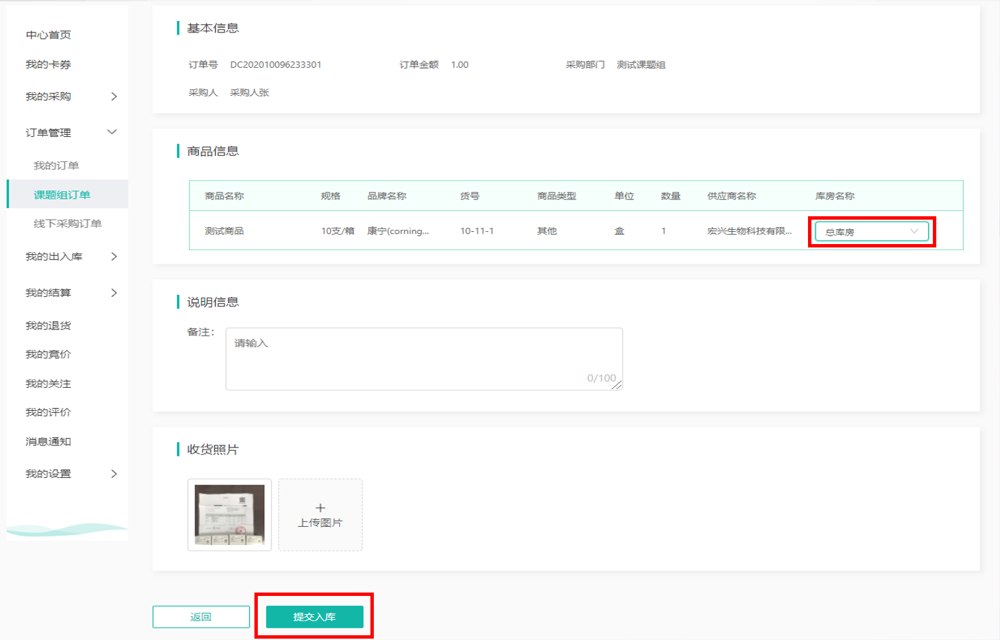 中心首页
我的卡券
我的采购
订单管理
我的订单
课题组订单
线下采购订单
我的出入库
我的结算
我的退货
我的竟价
我的关注
我的评价
消息通知
我的设置
基本信息
订单号 DC202010096233301 订单金额 1.00 采购部门 测试课题组
采购人 采购人张
商品信息
商品名称 规格 品牌名称 货号 商品类型 单位 数量 供应商名称 库房名称
测试商品 10支/箱 康宁(corning... 10-11-1 其他 盒 1 宏兴生物科技有限... 总库房
说明信息
备注：
请输入
0/100
收货照片
上传图片
返回 提交入库